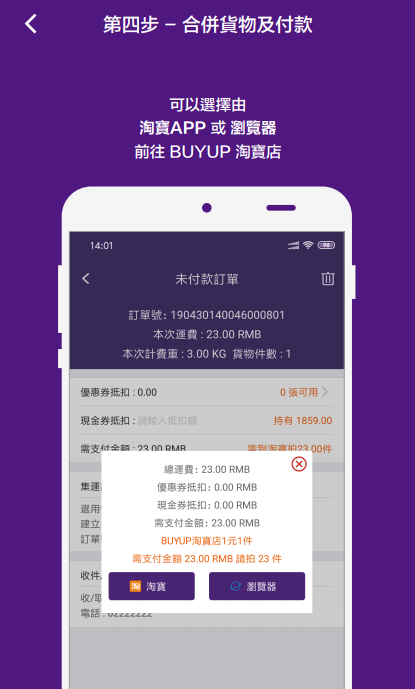 第四步 – 合併貨物及付款
可以選擇由
淘寶APP 或 瀏覽器
前往 BUYUP 淘寶店
14:01
未付款訂單
訂單號: 190430140046000801
本次運費 : 23.00 RMB
本次計費重 : 3.00 KG 貨物件數 : 1
優惠券抵扣 : 0.00 0 張可用
現金券抵扣 : 請輸入抵扣額 持有 1859.00
需支付金額 : 23.00 RMB 需到淘寶拍23.00件
集運
總運費: 23.00 RMB
優惠券抵扣: 0.00 RMB
現金券抵扣: 0.00 RMB
需支付金額: 23.00 RMB
BUYUP淘寶店1元1件
需支付金額 23.00 RMB 請拍 23 件
淘 淘寶
瀏覽器
選用
建立
訂單
收件
收/取
電話 : 62222222